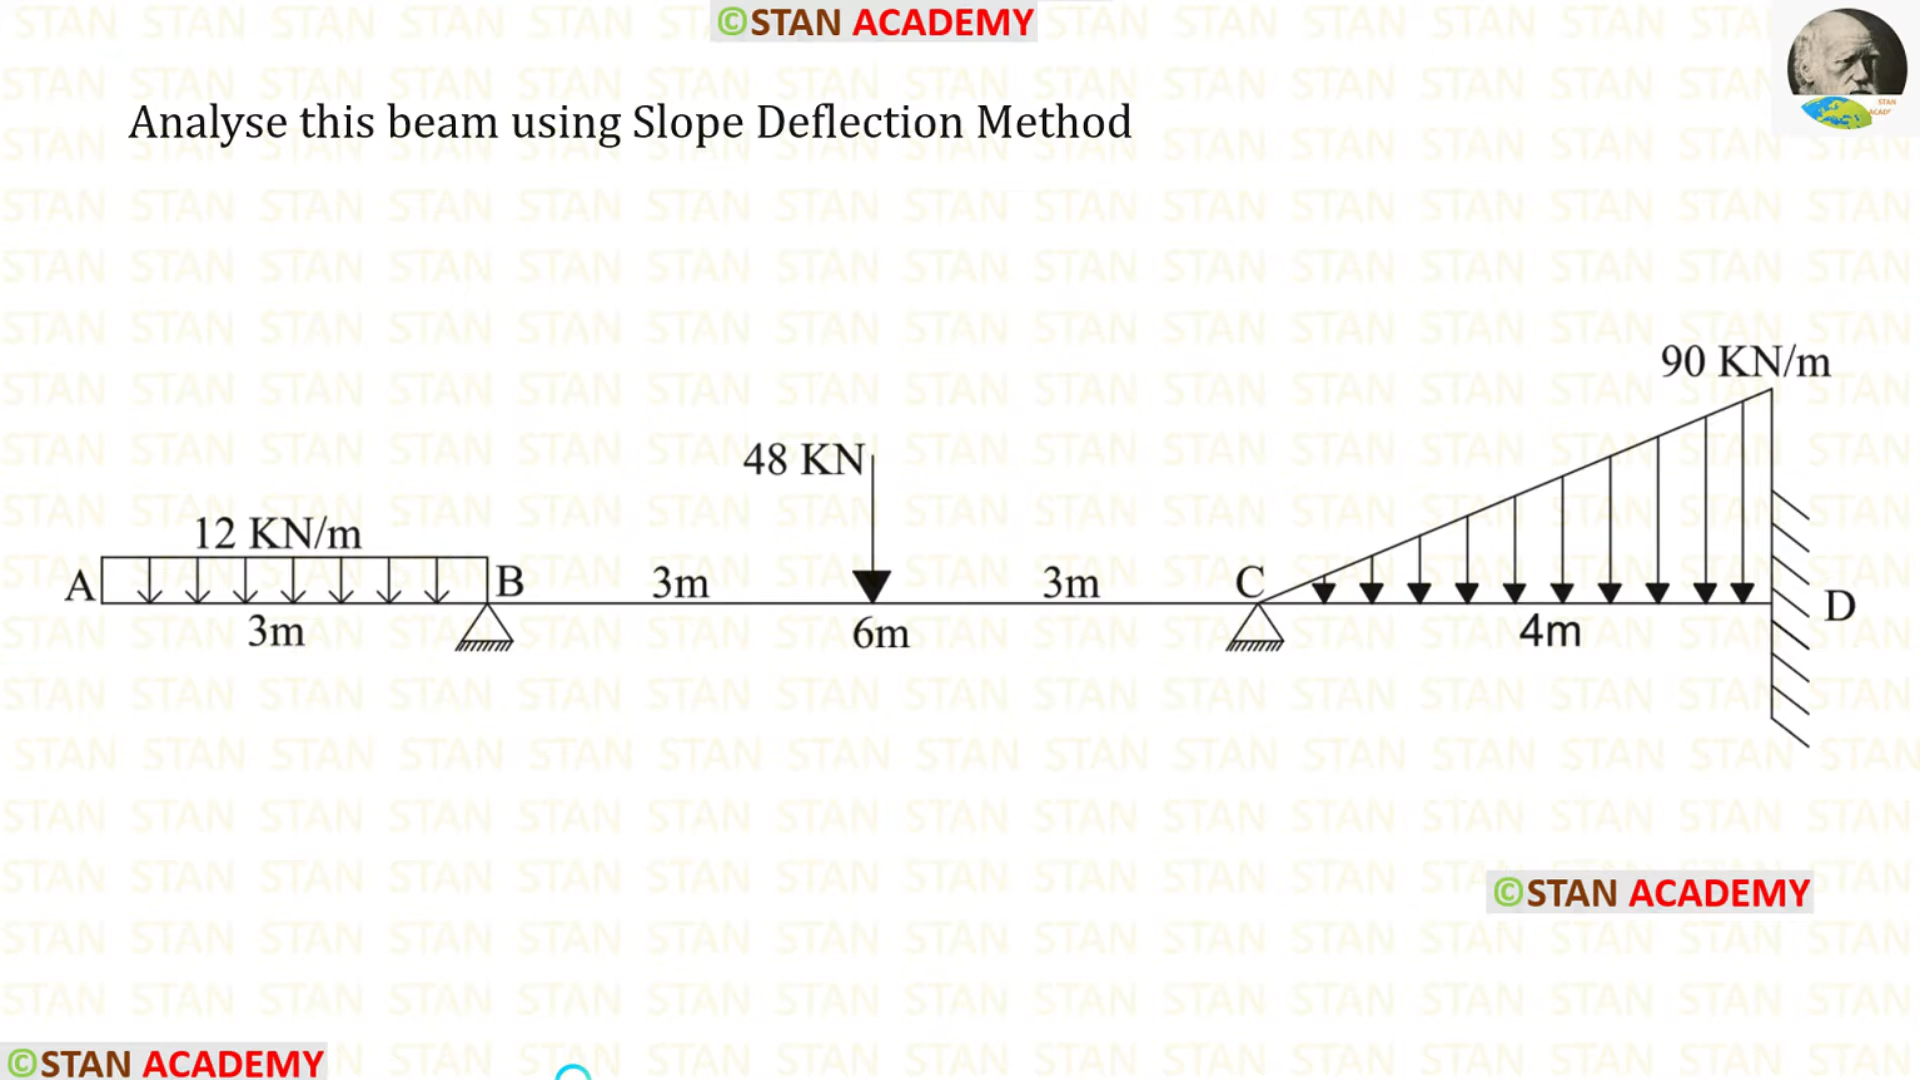 ©STAN ACADEMY
Analyse this beam using Slope Deflection Method
90 KN/m
48 KN
12 KN/m
A B 3m 3m C D
3m 6m 4m
©STAN ACADEMY
©STAN ACADEMY
STAN